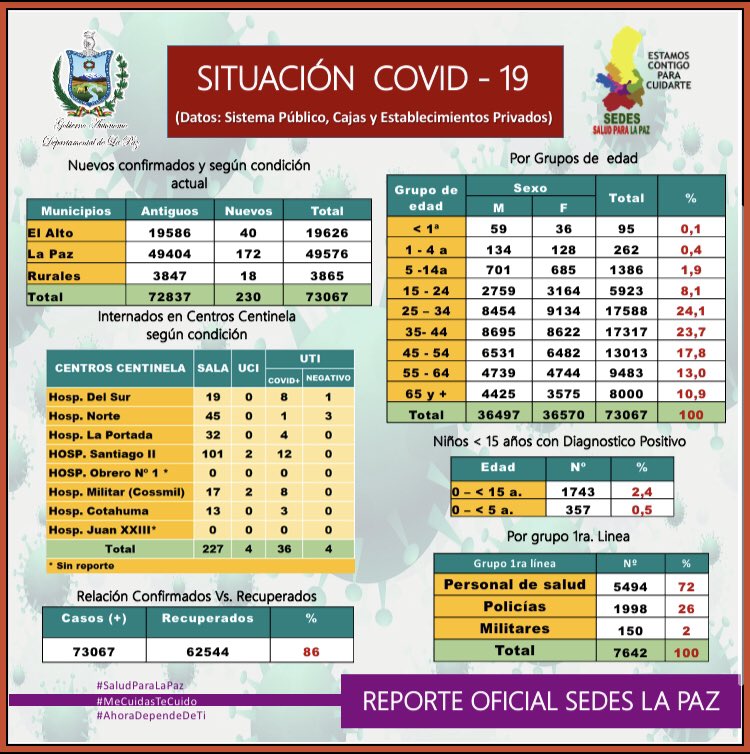 Gobierno Autónomo
Departamental de La Paz
SITUACIÓN COVID - 19
(Datos: Sistema Público, Cajas y Establecimientos Privados)
ESTAMOS
CONTIGO
PARA
CUIDARTE
SEDES
SALUD PARA LA PAZ
Nuevos confirmados y según condición
actual
Municipios Antiguos Nuevos Total
El Alto 19586 40 19626
La Paz 49404 172 49576
Rurales 3847 18 3865
Total 72837 230 73067
Internados en Centros Centinela
según condición
CENTROS CENTINELA SALA UCI UTI
COVID+ NEGATIVO
Hosp. Del Sur 19 0 8 1
Hosp. Norte 45 0 1 3
Hosp. La Portada 32 0 4 0
HOSP. Santiago II 101 2 12 0
HOSP. Obrero Nº 1 * 0 0 0 0
Hosp. Militar (Cossmil) 17 2 8 0
Hosp. Cotahuma 13 0 3 0
Hosp. Juan XXIII* 0 0 0 0
Total 227 4 36 4
* Sin reporte
Relación Confirmados Vs. Recuperados
Casos (+) Recuperados %
73067 62544 86
Por Grupos de edad
Grupo de edad Sexo Total %
M F
< 1ª 59 36 95 0,1
1 - 4 a 134 128 262 0,4
5 -14a 701 685 1386 1,9
15 - 24 2759 3164 5923 8,1
25 – 34 8454 9134 17588 24,1
35- 44 8695 8622 17317 23,7
45 - 54 6531 6482 13013 17,8
55 - 64 4739 4744 9483 13,0
65 y + 4425 3575 8000 10,9
Total 36497 36570 73067 100
Niños < 15 años con Diagnostico Positivo
Edad Nº %
0 – < 15 a. 1743 2,4
0 – < 5 a. 357 0,5
Por grupo 1ra. Linea
Grupo 1ra línea Nº %
Personal de salud 5494 72
Policías 1998 26
Militares 150 2
Total 7642 100
#SaludParaLaPaz
#MeCuidasTeCuido
#AhoraDependeDeTi
REPORTE OFICIAL SEDES LA PAZ